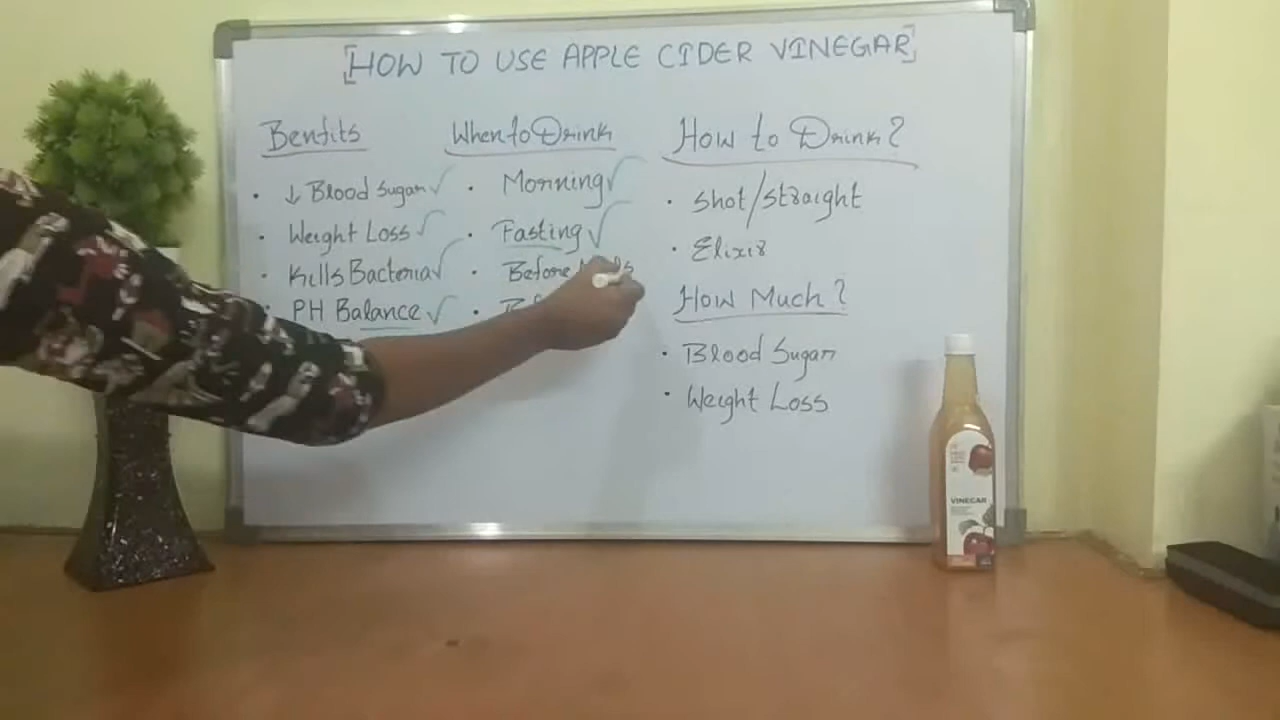 [HOW TO USE APPLE CIDER VINEGAR]
Benfits
• ↓ Blood Sugar ✓
• Weight Loss ✓
• Kills Bacteria ✓
• PH Balance ✓
When to Drink
• Morning ✓
• Fasting ✓
• Before
How to Drink?
• Shot/Straight
• Elixir
How Much?
• Blood Sugar
• Weight Loss
VINEGAR